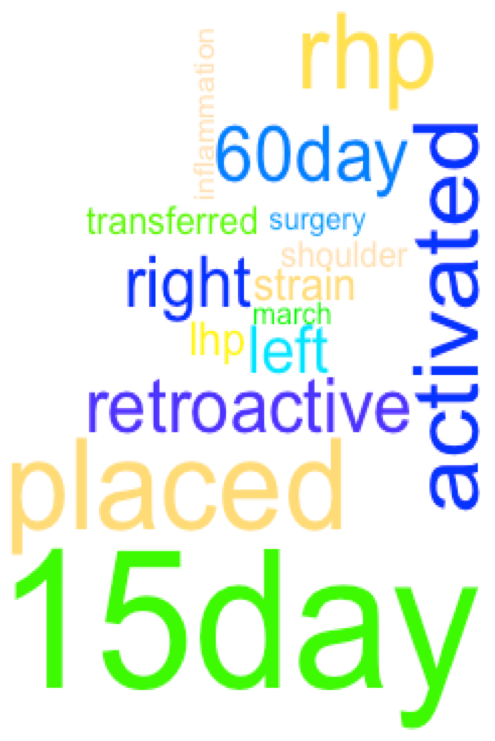 rhp
inflammation
60day
activated
transferred
surgery
shoulder
right
strain
march
lhp
left
retroactive
placed
15day